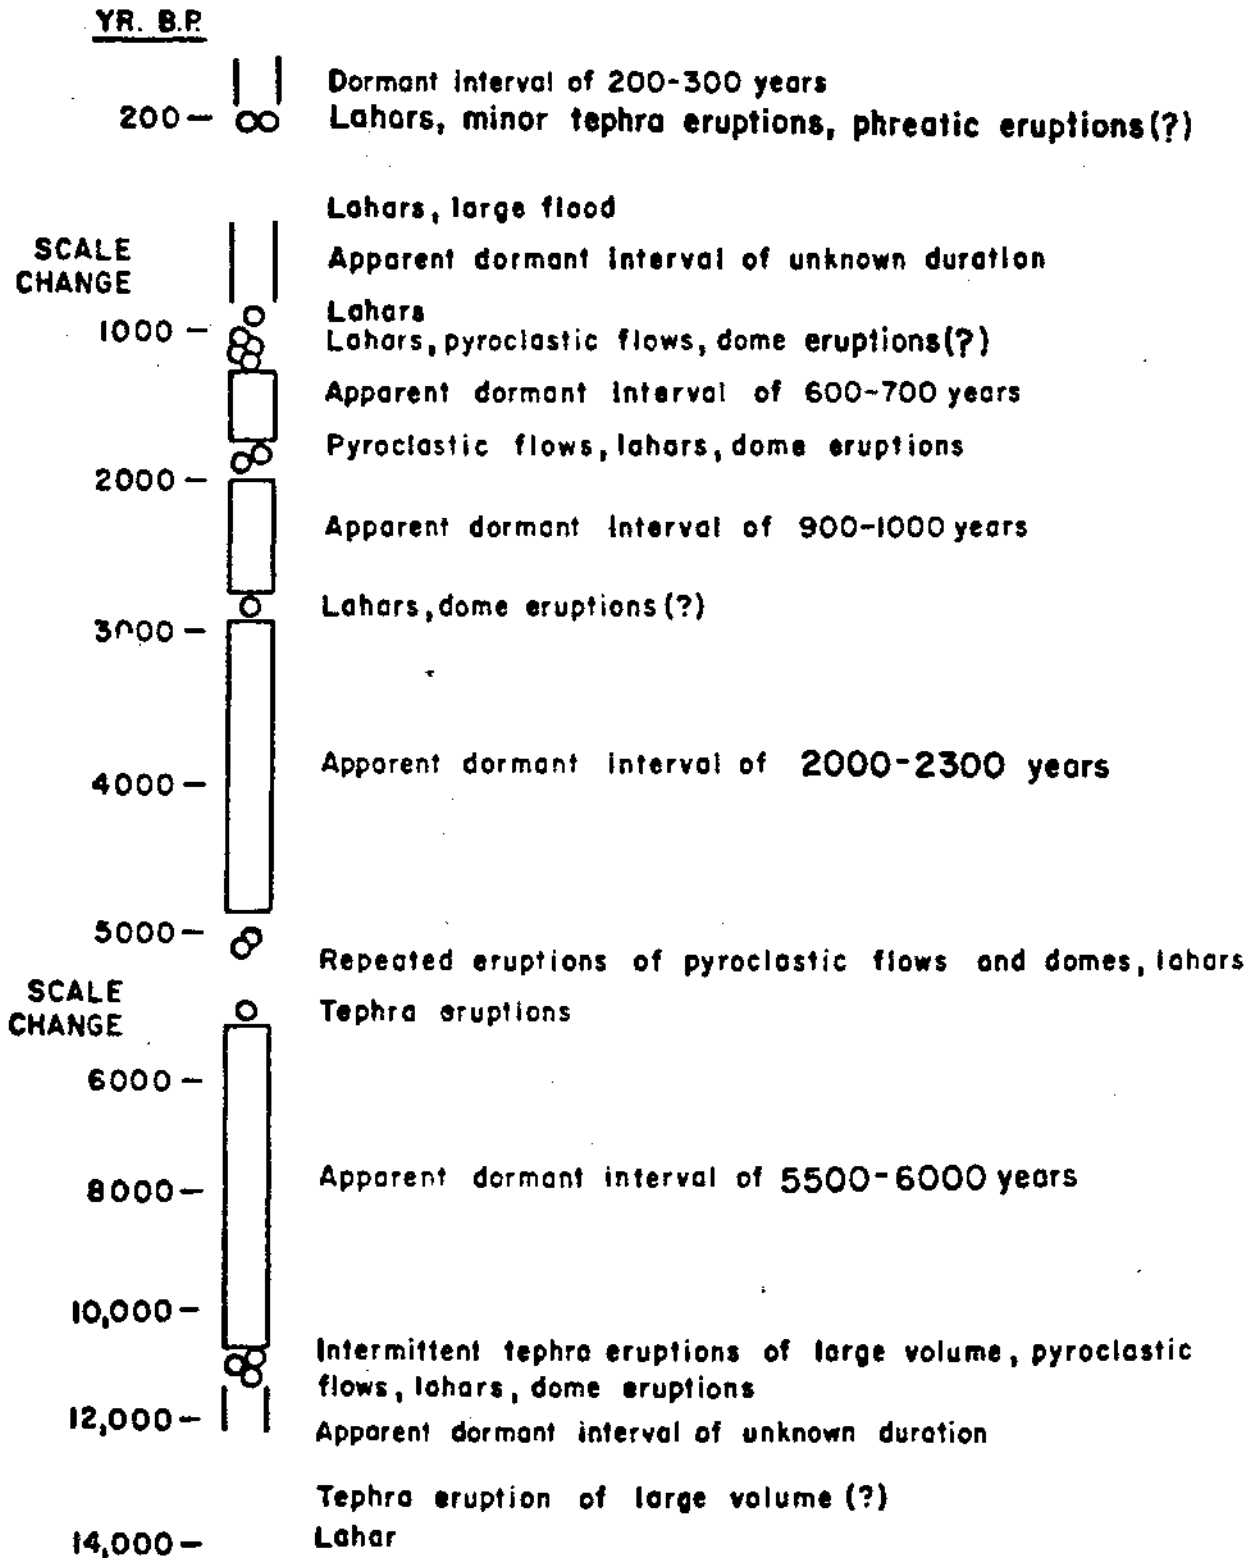 YR. B.P.
Dormant interval of 200-300 years
200- Lahars, minor tephra eruptions, phreatic eruptions(?)
Lahars, large flood
SCALE
CHANGE
Apparent dormant interval of unknown duration
Lahars
1000- Lahars, pyroclastic flows, dome eruptions(?)
Apparent dormant interval of 600-700 years
Pyroclastic flows, lahars, dome eruptions
2000-
Apparent dormant interval of 900-1000 years
Lahars, dome eruptions(?)
3000-
Apparent dormant interval of 2000-2300 years
4000-
5000-
Repeated eruptions of pyroclastic flows and domes, lahars
SCALE
CHANGE
Tephra eruptions
6000-
Apparent dormant interval of 5500-6000 years
8000-
10,000-
Intermittent tephra eruptions of large volume, pyroclastic
flows, lahars, dome eruptions
12,000-
Apparent dormant interval of unknown duration
Tephra eruption of large volume (?)
14,000- Lahar